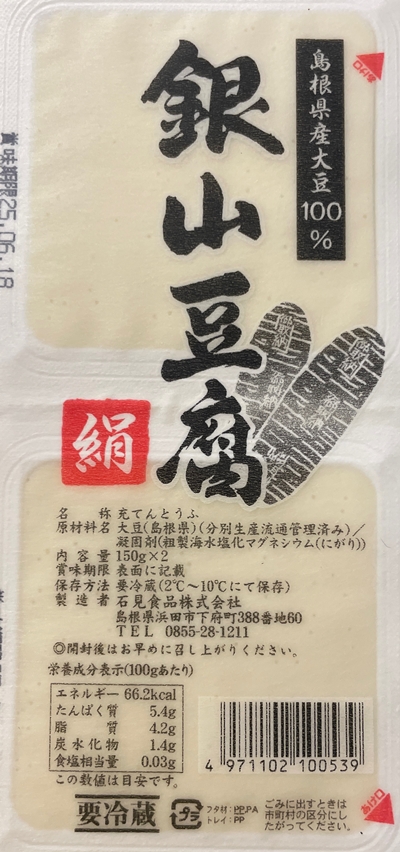 島根県産大豆100%
銀山豆腐
絹
賞味期限25.06.18
名称 充てんとうふ
原材料名 大豆(島根県)(分別生産流通管理済み)／
凝固剤(粗製海水塩化マグネシウム(にがり))
内容量 150g×2
賞味期限 表面に記載
保存方法 要冷蔵(2℃～10℃にて保存)
製造者 石見食品株式会社
島根県浜田市下府町388番地60
TEL 0855-28-1211
◎開封後はお早めに召し上がりください。
栄養成分表示(100gあたり)
エネルギー 66.2kcal
たんぱく質 5.4g
脂質 4.2g
炭水化物 1.4g
食塩相当量 0.03g
この数値は目安です。
4 971102 100539
要冷蔵
プラ
フタ材:PP,PA
トレイ:PP
ごみに出すときは
市町村の区分にし
たがってください。
あけ口